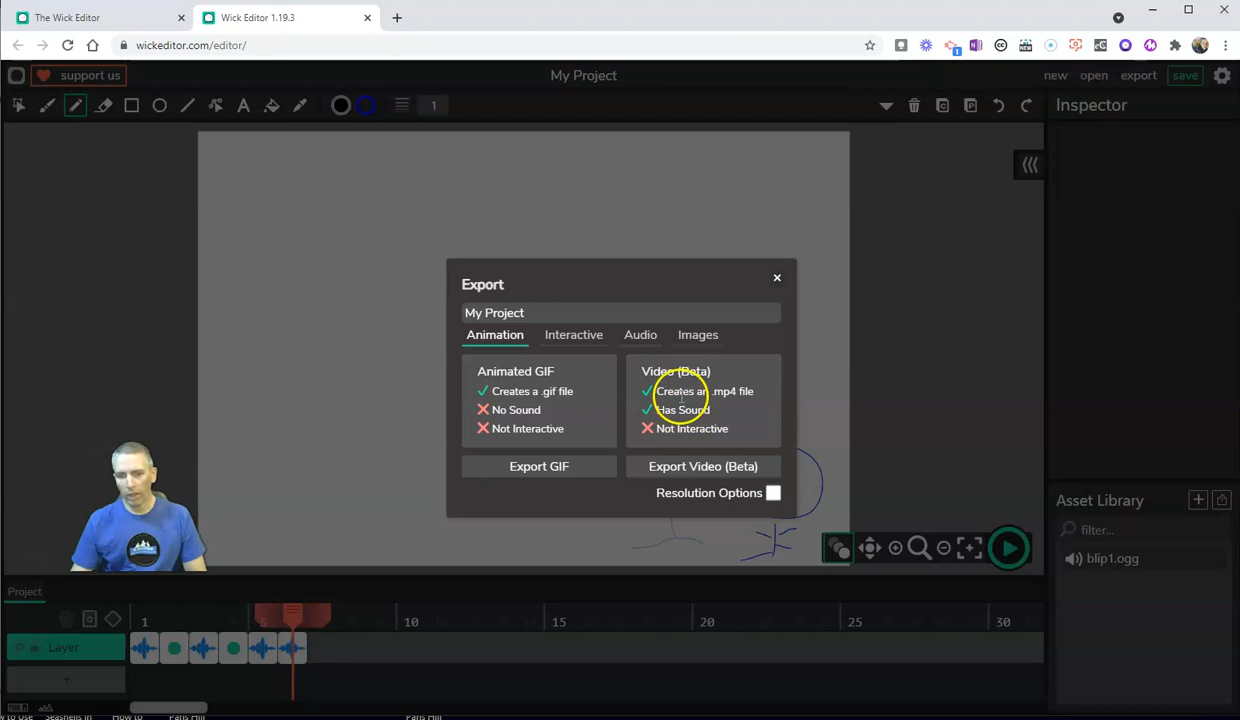 The Wick Editor
Wick Editor 1.19.3
wickeditor.com/editor/
support us
My Project
new open export save
1
Inspector
Export
My Project
Animation Interactive Audio Images
Animated GIF
Creates a .gif file
No Sound
Not Interactive
Export GIF
Video (Beta)
Creates an .mp4 file
Has Sound
Not Interactive
Export Video (Beta)
Resolution Options
Asset Library
filter...
blip1.ogg
Project
1 5 10 15 20 25 30
Layer